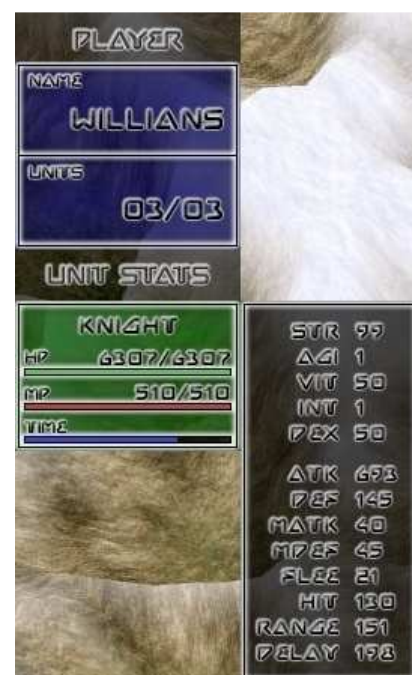 PLAYER
NAME
WILLIANS
UNITS
03/03
UNIT STATS
KNIGHT
HP 6307/6307
MP 510/510
TIME
STR 99
AGI 1
VIT 50
INT 1
DEX 50
ATK 693
DEF 145
MATK 40
MDEF 45
FLEE 21
HIT 130
RANGE 151
DELAY 198